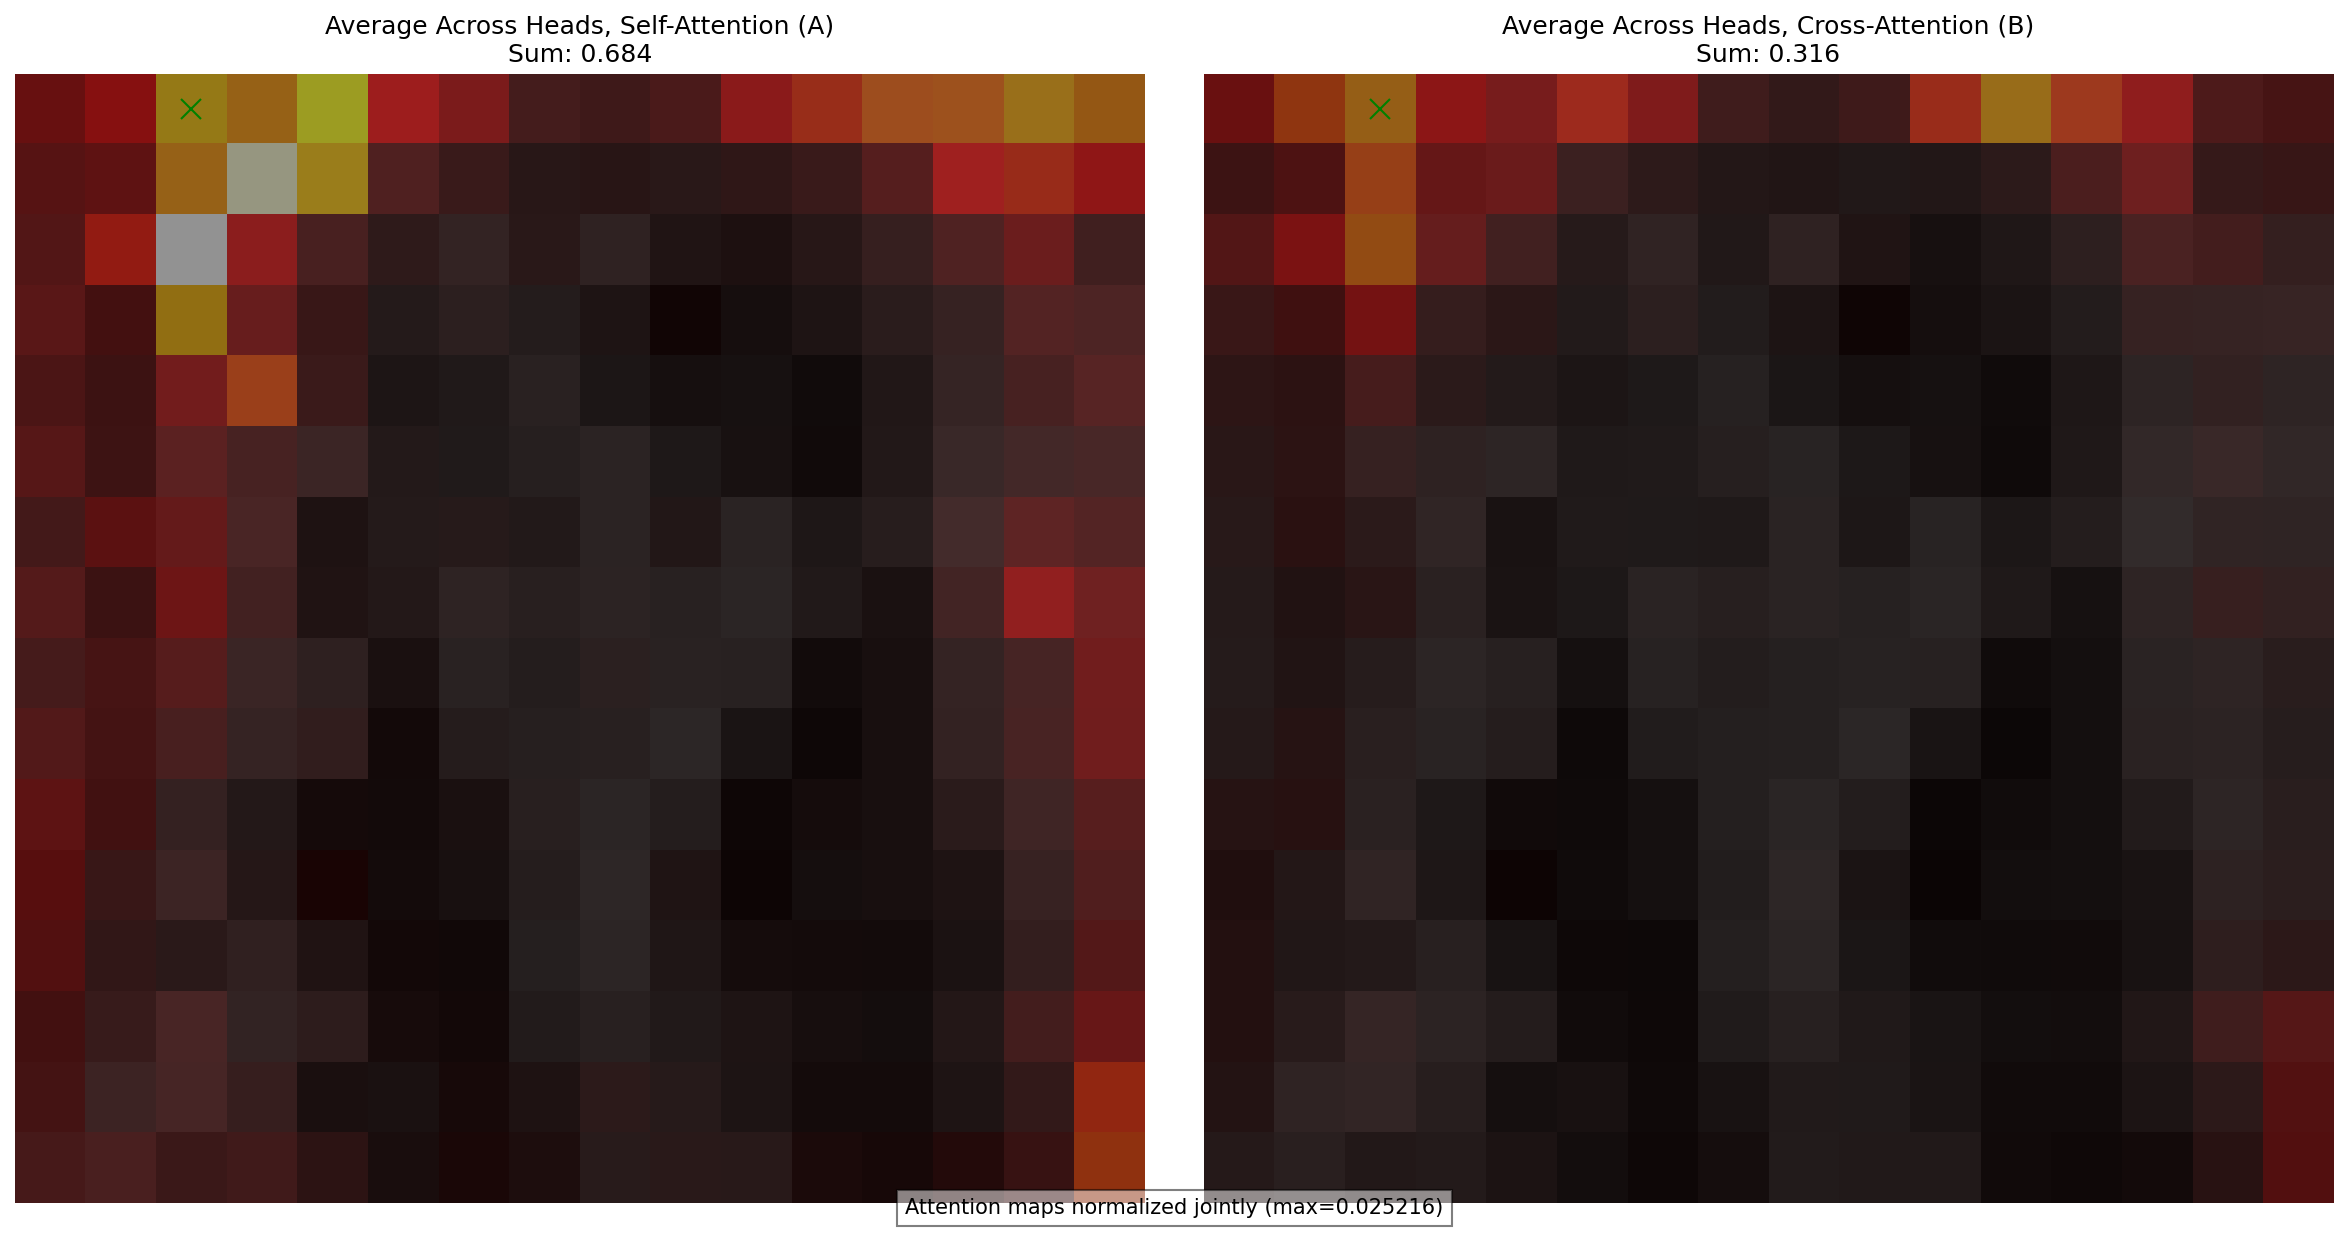 Average Across Heads, Self-Attention (A)
Sum: 0.684
Average Across Heads, Cross-Attention (B)
Sum: 0.316
Attention maps normalized jointly (max=0.025216)